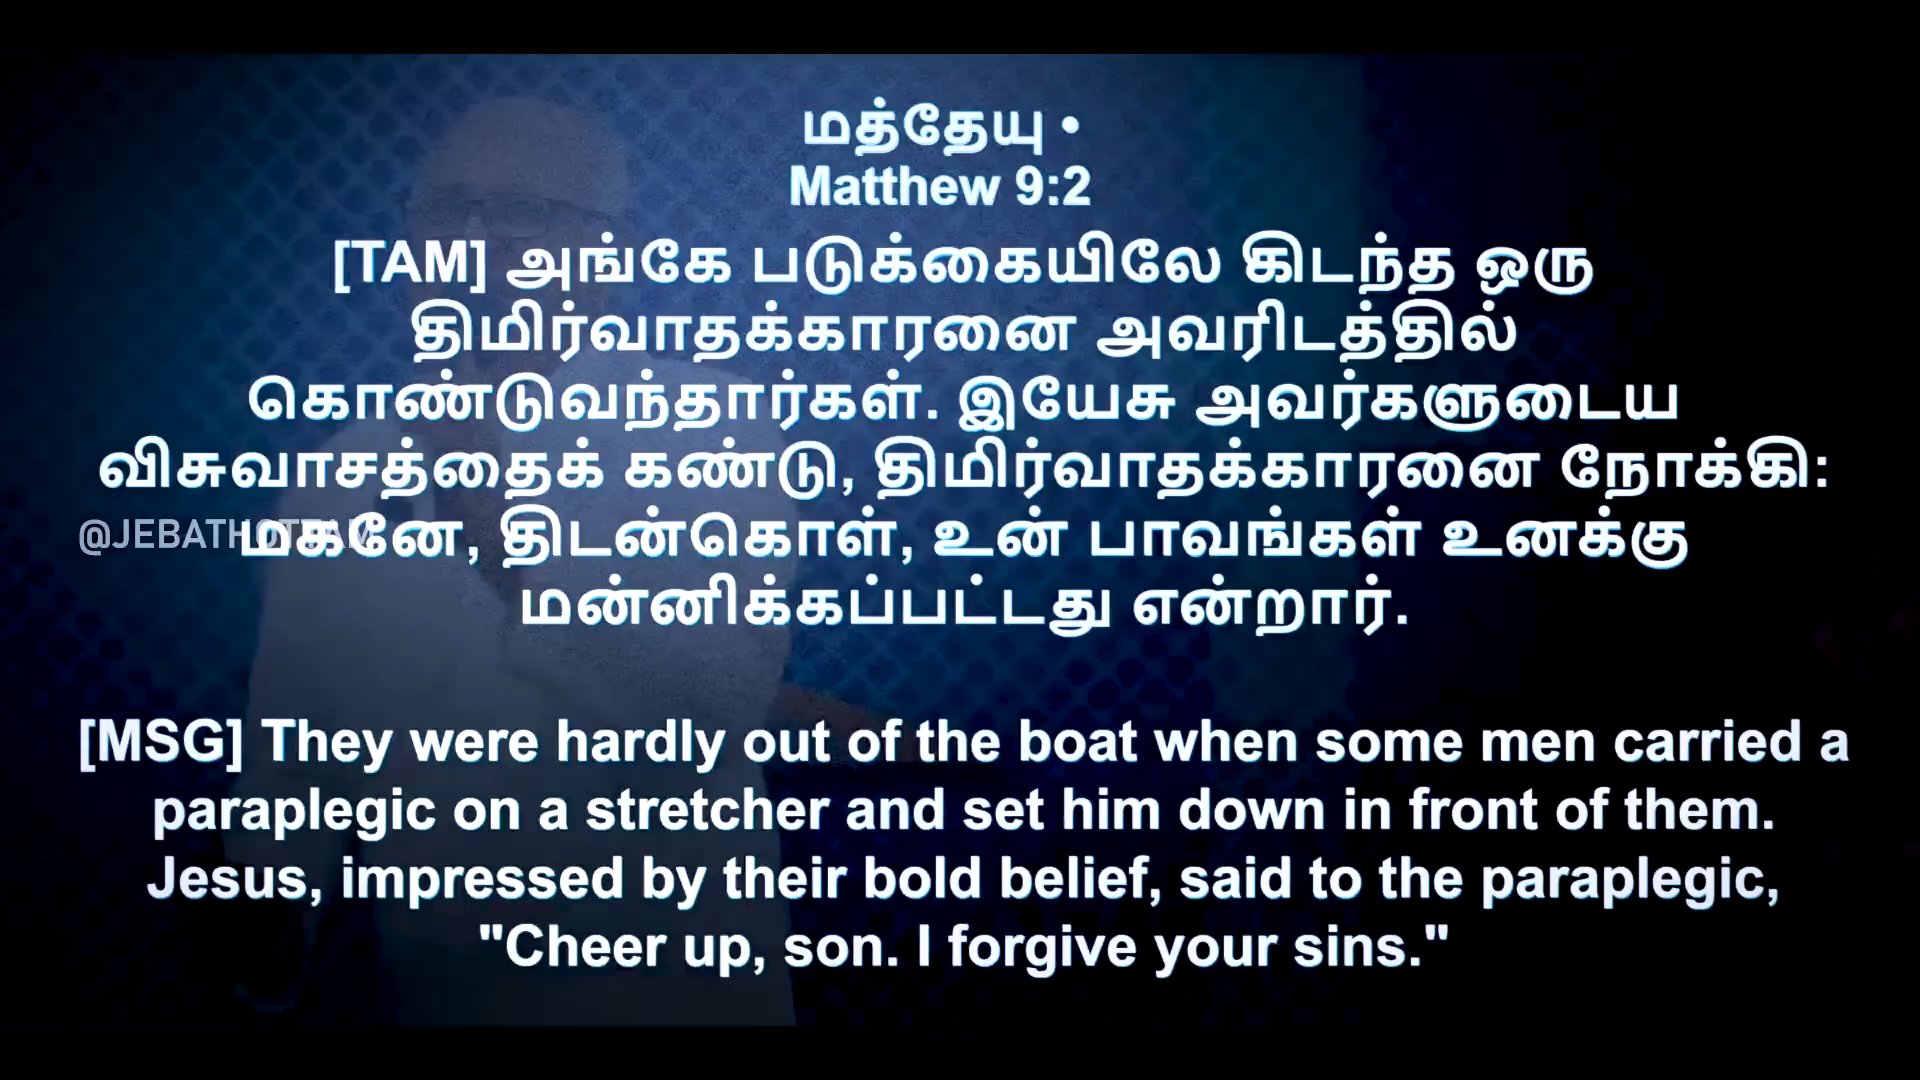 மத்தேயு •
Matthew 9:2
[TAM] அங்கே படுக்கையிலே கிடந்த ஒரு
திமிர்வாதக்காரனை அவரிடத்தில்
கொண்டுவந்தார்கள். இயேசு அவர்களுடைய
விசுவாசத்தைக் கண்டு, திமிர்வாதக்காரனை நோக்கி:
@JEBATHOTTAM
மகனே, திடன்கொள், உன் பாவங்கள் உனக்கு
மன்னிக்கப்பட்டது என்றார்.
[MSG] They were hardly out of the boat when some men carried a
paraplegic on a stretcher and set him down in front of them.
Jesus, impressed by their bold belief, said to the paraplegic,
"Cheer up, son. I forgive your sins."